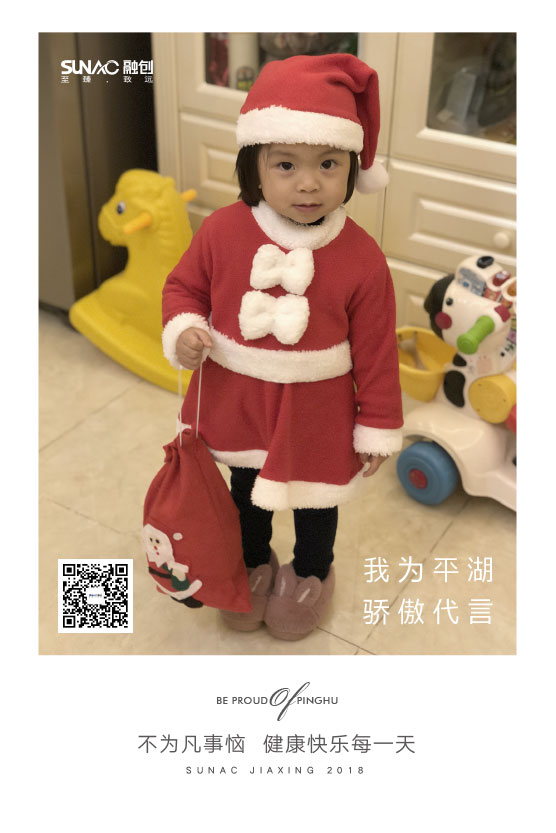 SUNAC 融创
至臻·致远
我为平湖
骄傲代言
BE PROUD Of PINGHU
不为凡事恼 健康快乐每一天
SUNAC JIAXING 2018